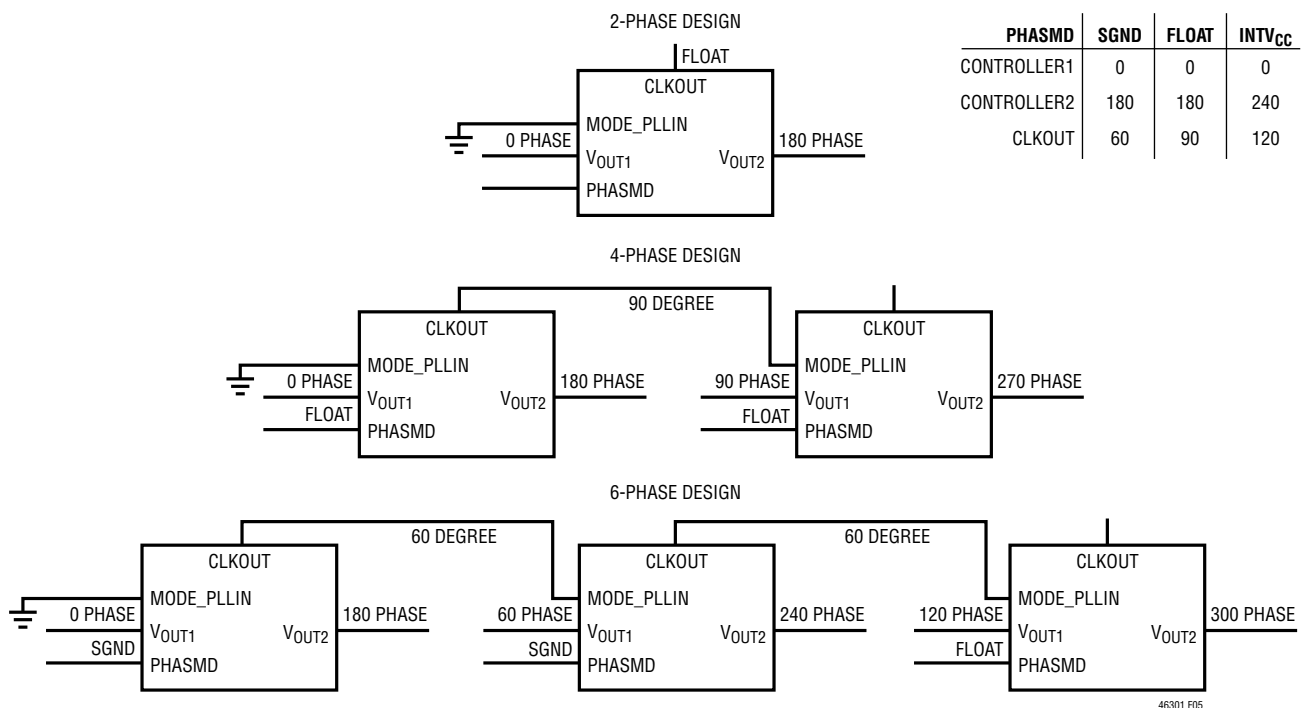 2-PHASE DESIGN
FLOAT
CLKOUT
MODE_PLLIN
0 PHASE
VOUT1
VOUT2
180 PHASE
PHASMD
PHASMD SGND FLOAT INTVCC
CONTROLLER1 0 0 0
CONTROLLER2 180 180 240
CLKOUT 60 90 120
4-PHASE DESIGN
90 DEGREE
CLKOUT
MODE_PLLIN
0 PHASE
VOUT1
VOUT2
180 PHASE
FLOAT
PHASMD
CLKOUT
MODE_PLLIN
90 PHASE
VOUT1
VOUT2
270 PHASE
FLOAT
PHASMD
6-PHASE DESIGN
60 DEGREE
60 DEGREE
CLKOUT
MODE_PLLIN
0 PHASE
VOUT1
VOUT2
180 PHASE
SGND
PHASMD
CLKOUT
MODE_PLLIN
60 PHASE
VOUT1
VOUT2
240 PHASE
SGND
PHASMD
CLKOUT
MODE_PLLIN
120 PHASE
VOUT1
VOUT2
300 PHASE
FLOAT
PHASMD
46301 F05